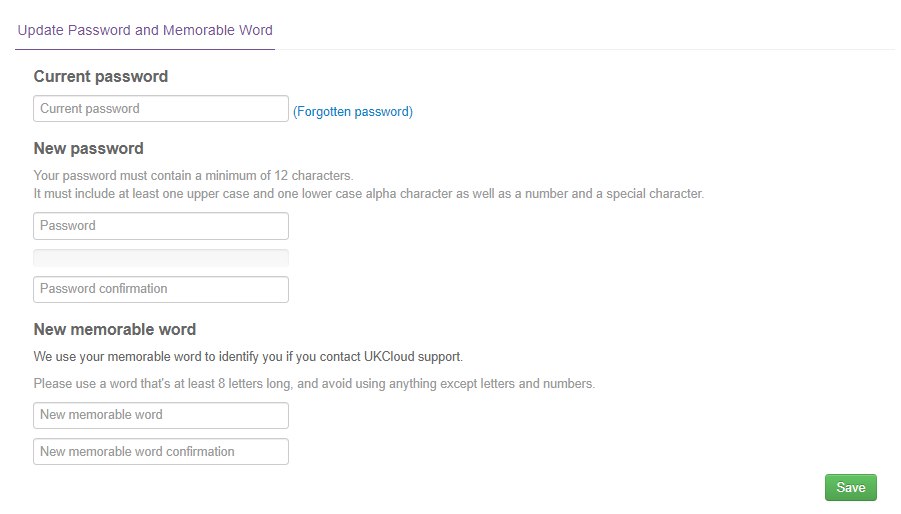 Update Password and Memorable Word
Current password
Current password
(Forgotten password)
New password
Your password must contain a minimum of 12 characters.
It must include at least one upper case and one lower case alpha character as well as a number and a special character.
Password
Password confirmation
New memorable word
We use your memorable word to identify you if you contact UKCloud support.
Please use a word that's at least 8 letters long, and avoid using anything except letters and numbers.
New memorable word
New memorable word confirmation
Save